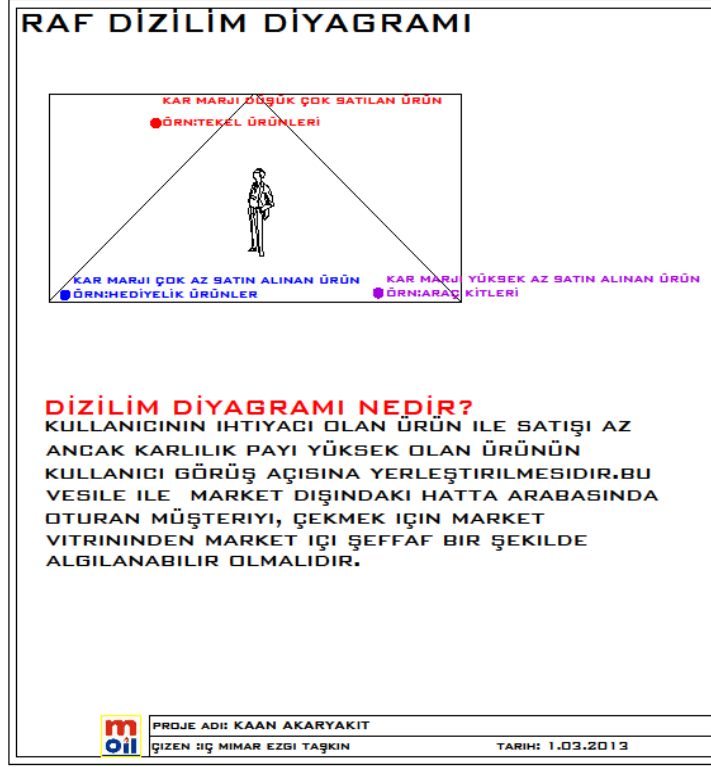 RAF DİZİLİM DİYAGRAMI
KAR MARJI DÜŞÜK ÇOK SATILAN ÜRÜN
ÖRN:TEKEL ÜRÜNLERİ
KAR MARJI ÇOK AZ SATIN ALINAN ÜRÜN
ÖRN:HEDİYELİK ÜRÜNLER
KAR MARJI YÜKSEK AZ SATIN ALINAN ÜRÜN
ÖRN:ARAÇ KİTLERİ
DİZİLİM DİYAGRAMI NEDİR?
KULLANICININ IHTIYACI OLAN ÜRÜN ILE SATIŞI AZ
ANCAK KARLILIK PAYI YÜKSEK OLAN ÜRÜNÜN
KULLANICI GÖRÜŞ AÇISINA YERLEŞTIRILMESIDIR.BU
VESILE ILE MARKET DIŞINDAKI HATTA ARABASINDA
OTURAN MÜŞTERIYI, ÇEKMEK IÇIN MARKET
VITRININDEN MARKET IÇI ŞEFFAF BIR ŞEKILDE
ALGILANABILIR OLMALIDIR.
m
oil
PROJE ADI: KAAN AKARYAKIT
ÇIZEN :IÇ MIMAR EZGI TAŞKIN
TARIH: 1.03.2013